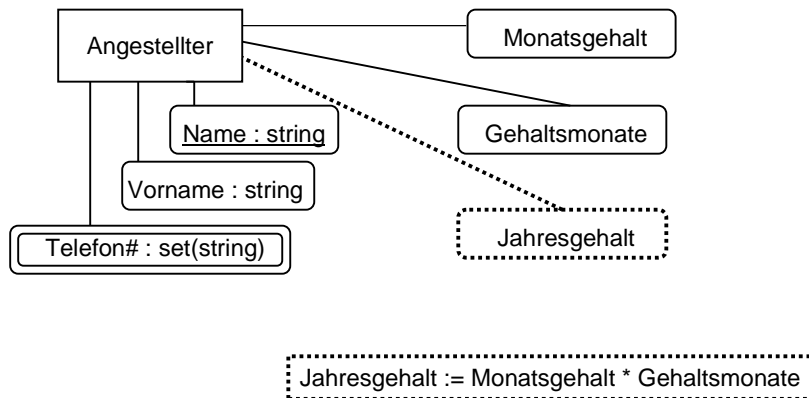 Angestellter
Monatsgehalt
Name : string
Gehaltsmonate
Vorname : string
Jahresgehalt
Telefon# : set(string)
Jahresgehalt := Monatsgehalt * Gehaltsmonate